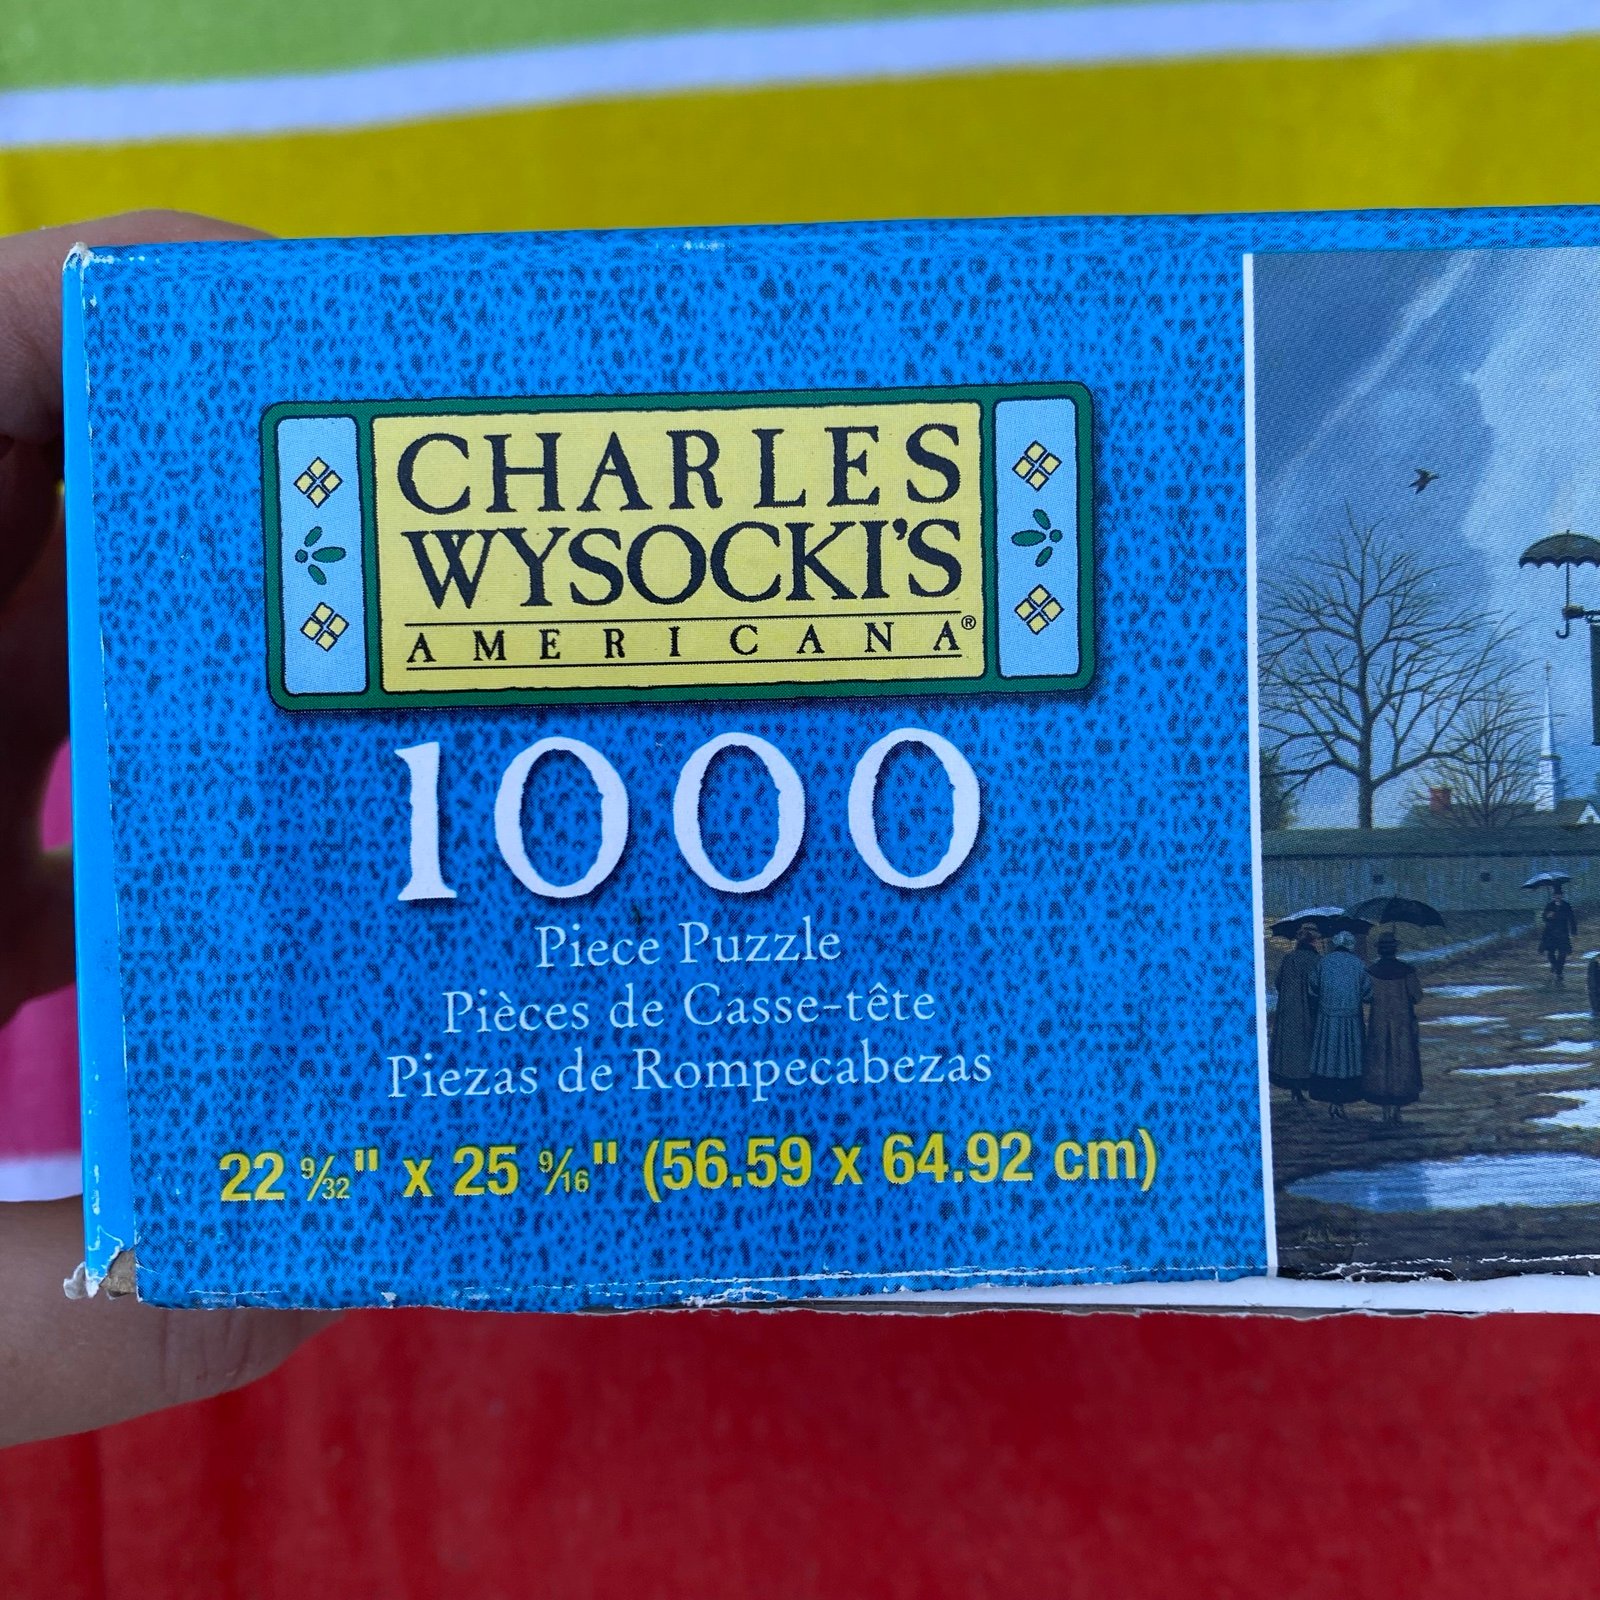 CHARLES
WYSOCKI'S
AMERICANA®
1000
Piece Puzzle
Pièces de Casse-tête
Piezas de Rompecabezas
22 9/32" x 25 9/16" (56.59 x 64.92 cm)